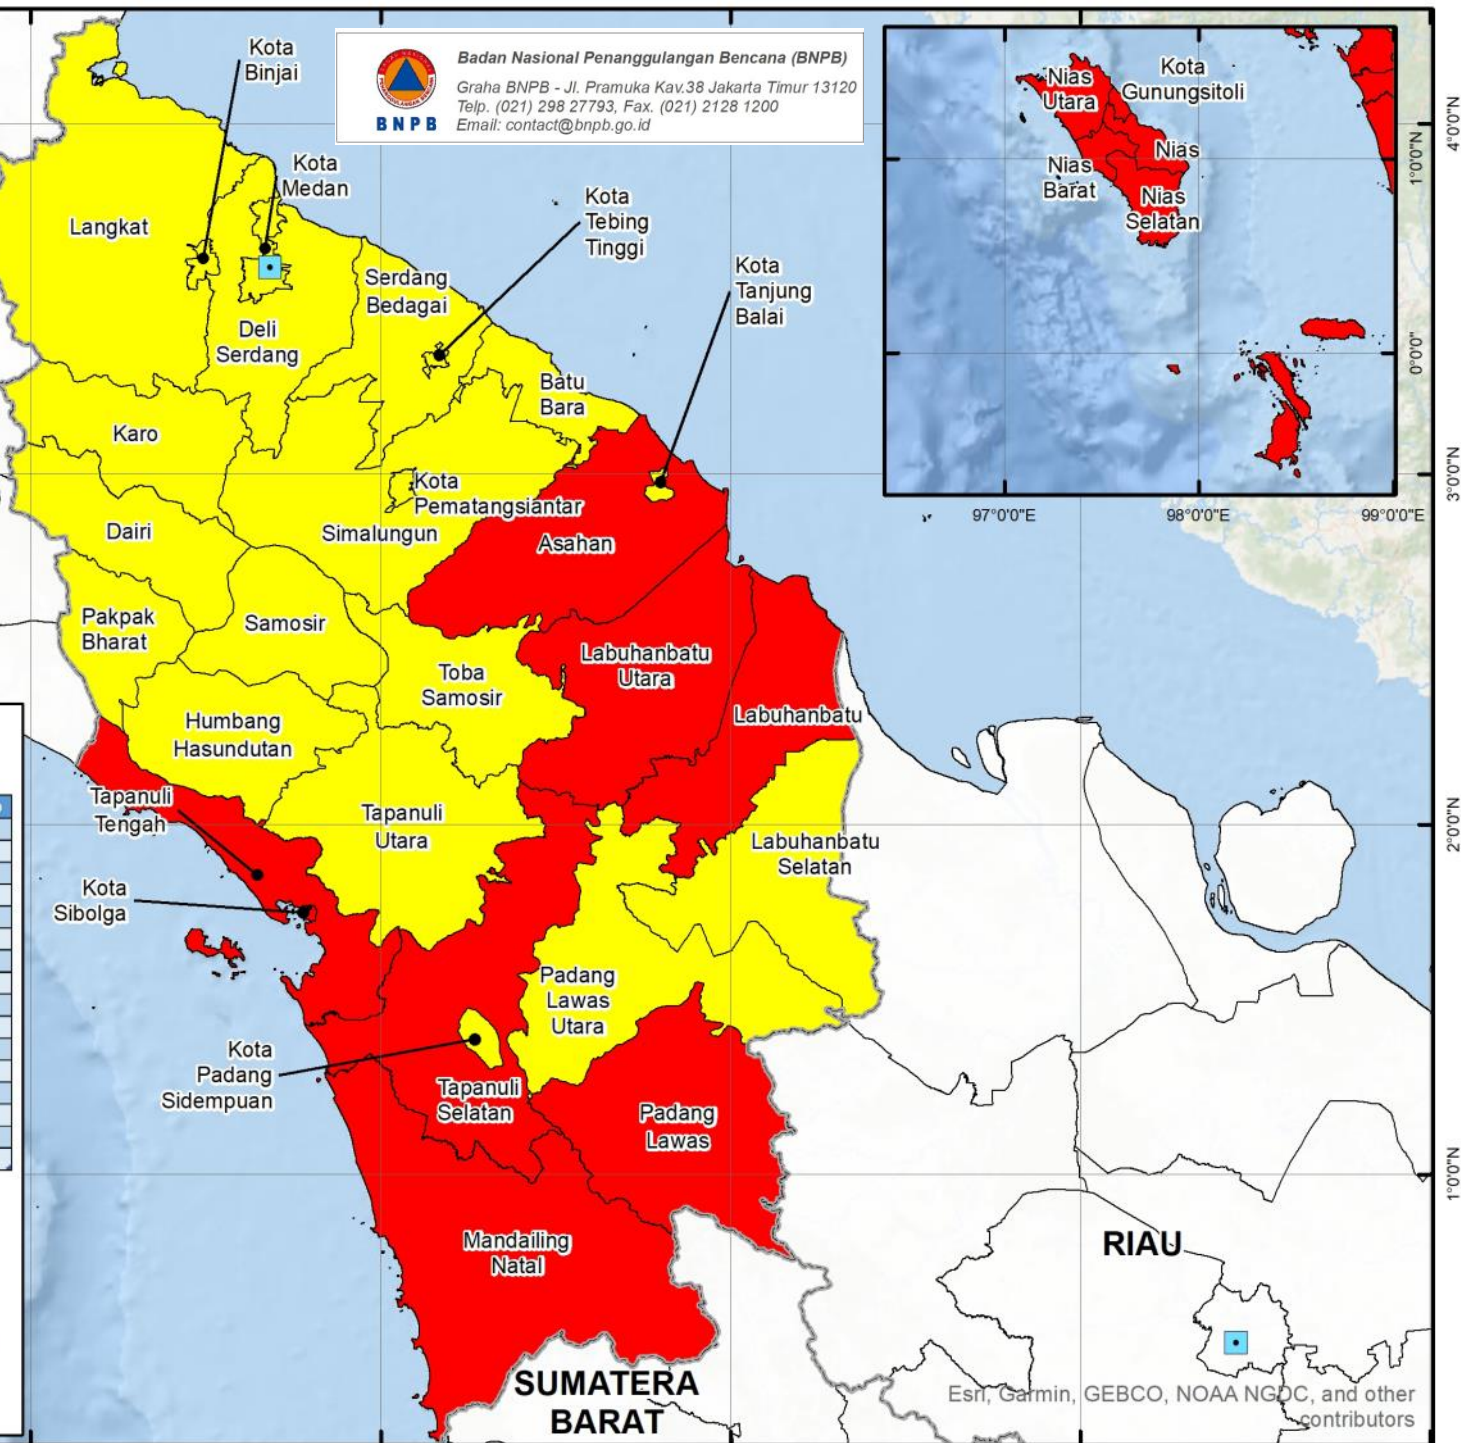 Badan Nasional Penanggulangan Bencana (BNPB)
Graha BNPB - Jl. Pramuka Kav.38 Jakarta Timur 13120
Telp. (021) 298 27793, Fax. (021) 2128 1200
Email: contact@bnpb.go.id
BNPB
Kota
Binjai
Kota
Medan
Langkat
Kota
Tebing
Tinggi
Serdang
Bedagai
Kota
Tanjung
Balai
Deli
Serdang
Batu
Bara
Karo
Kota
Pematangsiantar
Dairi
Simalungun
Asahan
Pakpak
Bharat
Samosir
Toba
Samosir
Labuhanbatu
Utara
Labuhanbatu
Humbang
Hasundutan
Tapanuli
Tengah
Tapanuli
Utara
Labuhanbatu
Selatan
Kota
Sibolga
Padang
Lawas
Utara
Kota
Padang
Sidempuan
Tapanuli
Selatan
Padang
Lawas
Mandailing
Natal
SUMATERA
BARAT
RIAU
Nias
Utara
Kota
Gunungsitoli
Nias
Nias
Barat
Nias
Selatan
97°0'0"E
98°0'0"E
99°0'0"E
1°0'0"N
0°0'0"
4°0'0"N
3°0'0"N
2°0'0"N
1°0'0"N
Esri, Garmin, GEBCO, NOAA NGDC, and other
contributors